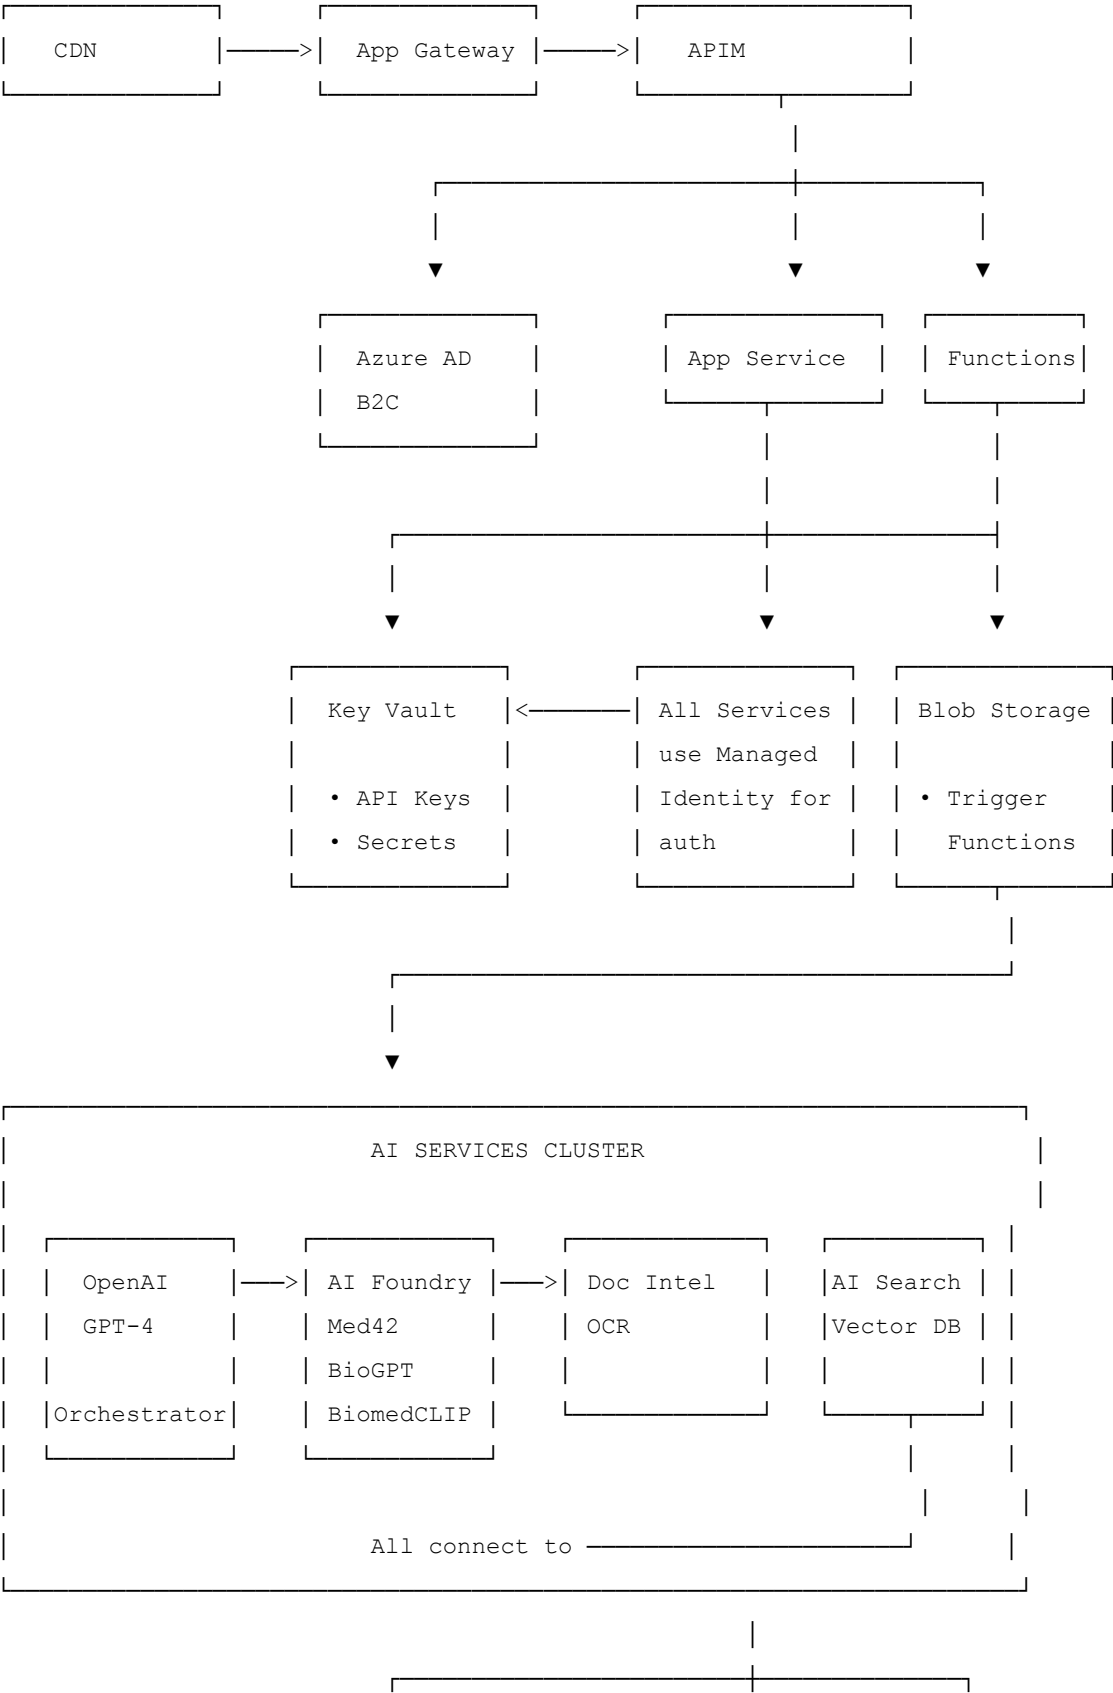 CDN App Gateway APIM
Azure AD App Service Functions
B2C
Key Vault All Services Blob Storage
use Managed
• API Keys Identity for • Trigger
• Secrets auth Functions
AI SERVICES CLUSTER
OpenAI AI Foundry Doc Intel AI Search
GPT-4 Med42 OCR Vector DB
BioGPT
Orchestrator BiomedCLIP
All connect to